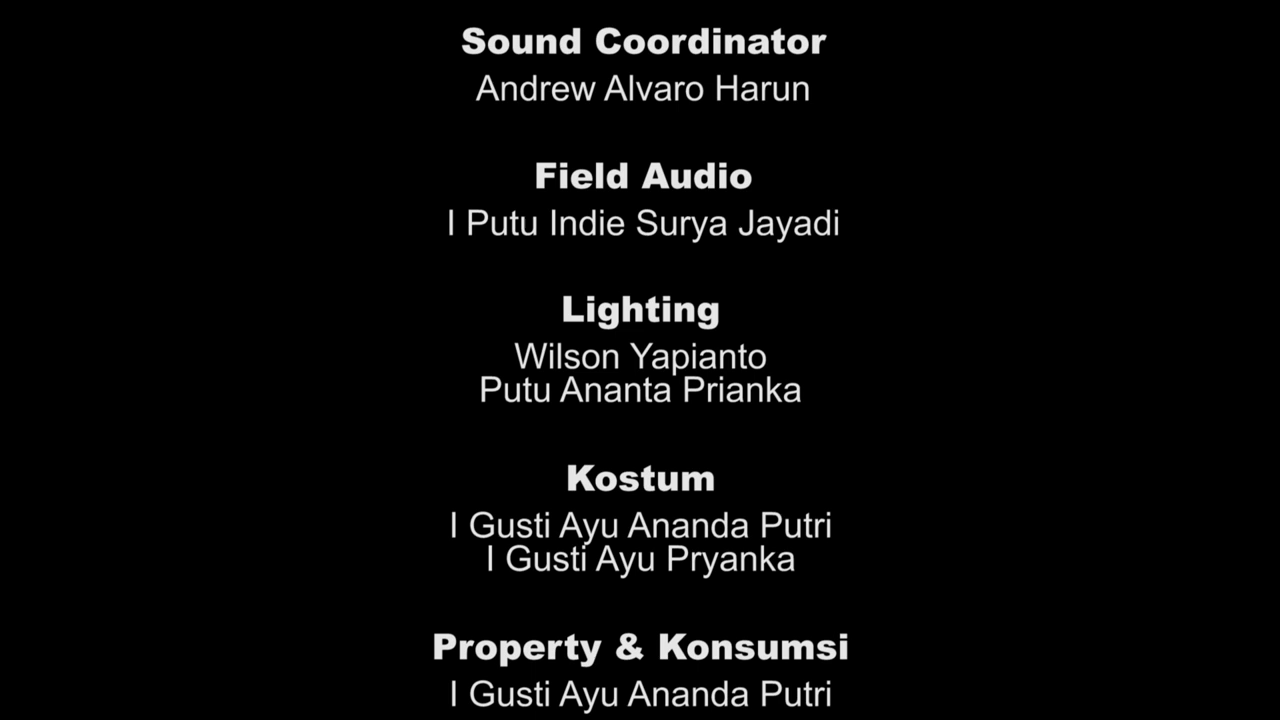 Sound Coordinator
Andrew Alvaro Harun
Field Audio
I Putu Indie Surya Jayadi
Lighting
Wilson Yapianto
Putu Ananta Prianka
Kostum
I Gusti Ayu Ananda Putri
I Gusti Ayu Pryanka
Property & Konsumsi
I Gusti Ayu Ananda Putri